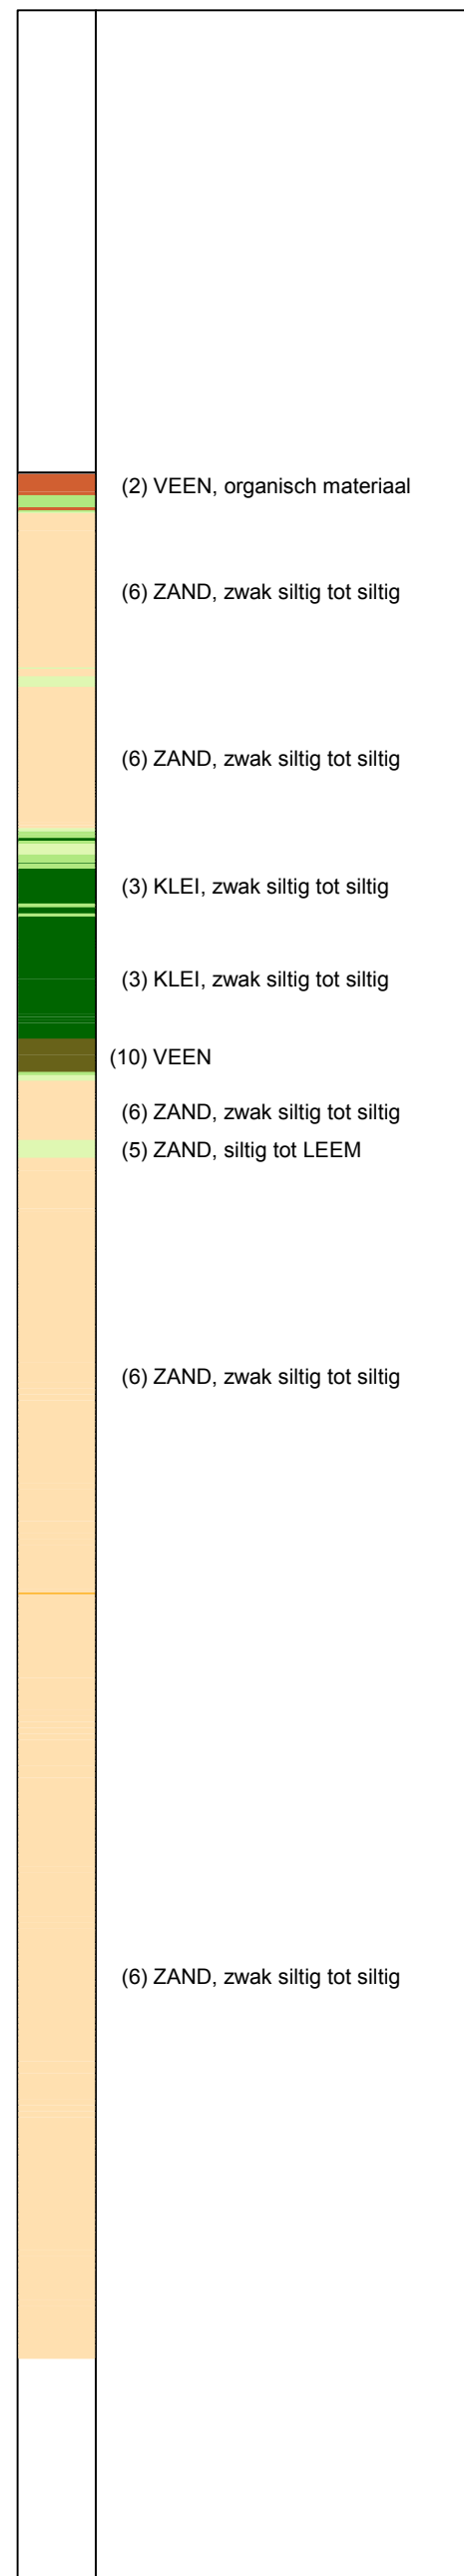 (2) VEEN, organisch materiaal
(6) ZAND, zwak siltig tot siltig
(6) ZAND, zwak siltig tot siltig
(3) KLEI, zwak siltig tot siltig
(3) KLEI, zwak siltig tot siltig
(10) VEEN
(6) ZAND, zwak siltig tot siltig
(5) ZAND, siltig tot LEEM
(6) ZAND, zwak siltig tot siltig
(6) ZAND, zwak siltig tot siltig